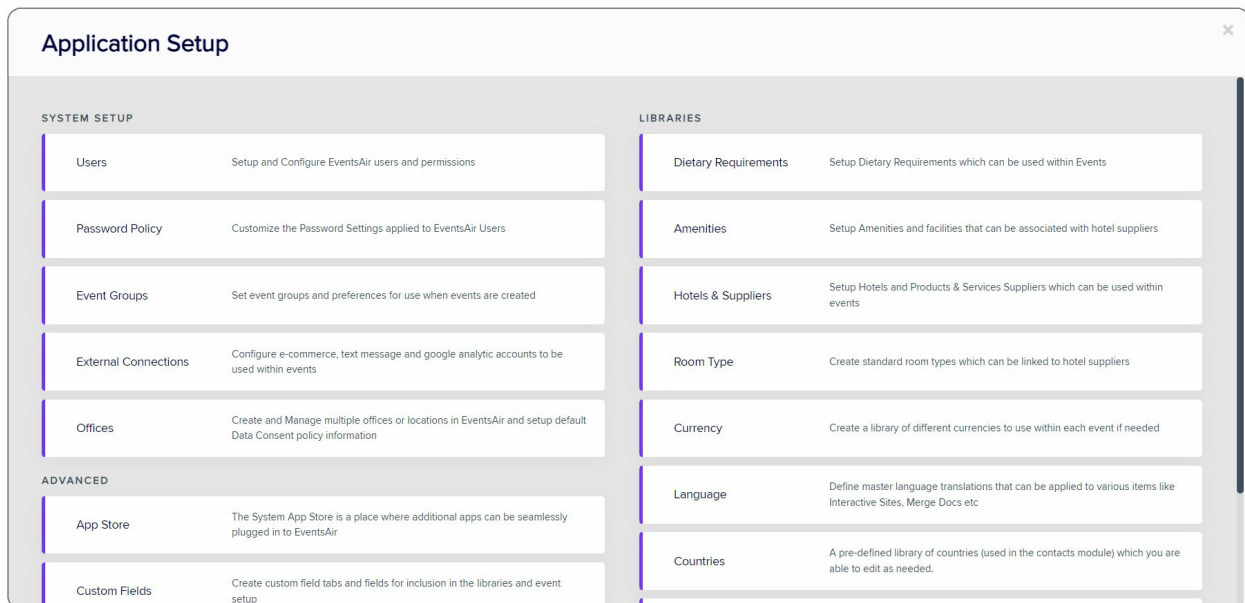 Application Setup
×
SYSTEM SETUP
Users
Setup and Configure EventsAir users and permissions
Password Policy
Customize the Password Settings applied to EventsAir Users
Event Groups
Set event groups and preferences for use when events are created
External Connections
Configure e-commerce, text message and google analytic accounts to be
used within events
Offices
Create and Manage multiple offices or locations in EventsAir and setup default
Data Consent policy information
ADVANCED
App Store
The System App Store is a place where additional apps can be seamlessly
plugged in to EventsAir
Custom Fields
Create custom field tabs and fields for inclusion in the libraries and event
setup
LIBRARIES
Dietary Requirements
Setup Dietary Requirements which can be used within Events
Amenities
Setup Amenities and facilities that can be associated with hotel suppliers
Hotels & Suppliers
Setup Hotels and Products & Services Suppliers which can be used within
events
Room Type
Create standard room types which can be linked to hotel suppliers
Currency
Create a library of different currencies to use within each event if needed
Language
Define master language translations that can be applied to various items like
Interactive Sites, Merge Docs etc
Countries
A pre-defined library of countries (used in the contacts module) which you are
able to edit as needed.